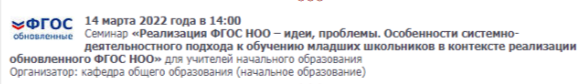 ФГОС
обновленные
14 марта 2022 года в 14:00
Семинар «Реализация ФГОС НОО – идеи, проблемы. Особенности системно-
деятельностного подхода к обучению младших школьников в контексте реализации
обновленного ФГОС НОО» для учителей начального образования
Организатор: кафедра общего образования (начальное образование)